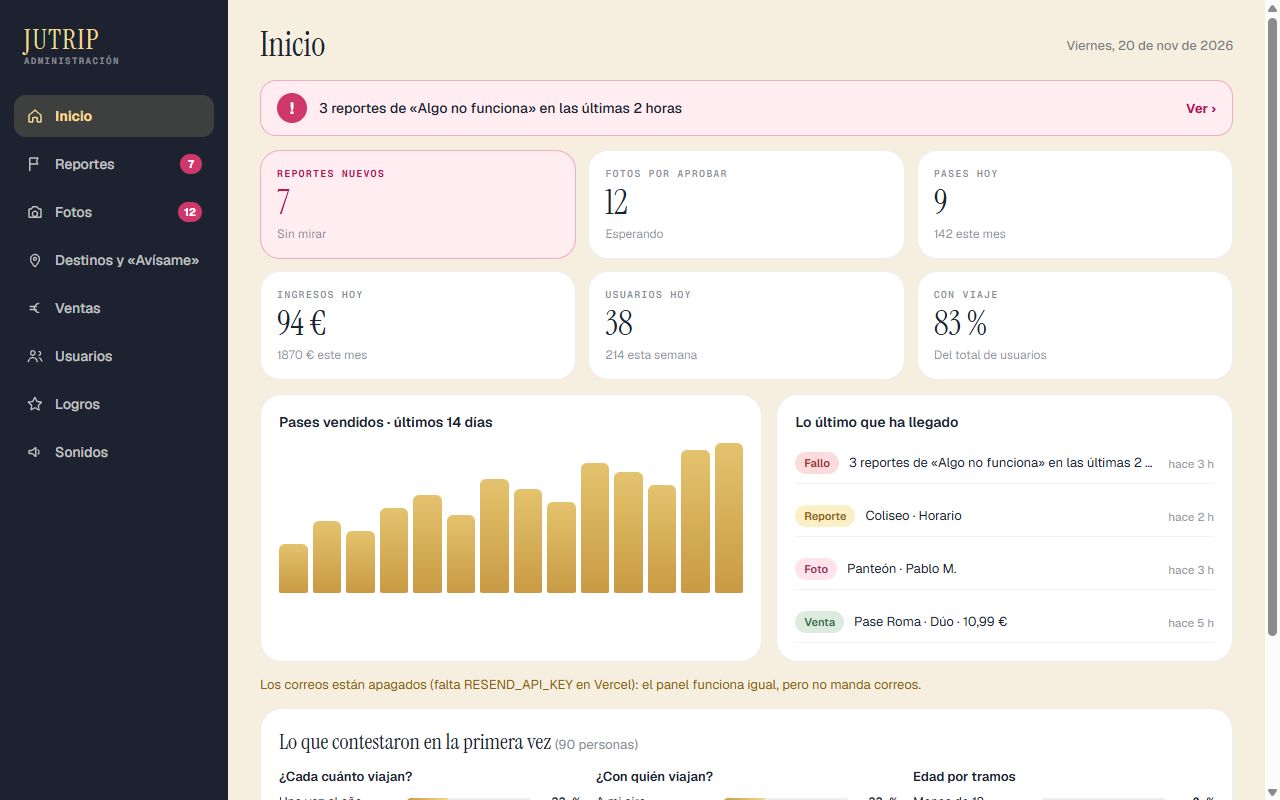 JUTRIP
ADMINISTRACIÓN
Inicio
Reportes 7
Fotos 12
Destinos y «Avísame»
Ventas
Usuarios
Logros
Sonidos
Inicio
Viernes, 20 de nov de 2026
! 3 reportes de «Algo no funciona» en las últimas 2 horas Ver ›
REPORTES NUEVOS
7
Sin mirar
FOTOS POR APROBAR
12
Esperando
PASES HOY
9
142 este mes
INGRESOS HOY
94 €
1870 € este mes
USUARIOS HOY
38
214 esta semana
CON VIAJE
83 %
Del total de usuarios
Pases vendidos · últimos 14 días
Lo último que ha llegado
Fallo 3 reportes de «Algo no funciona» en las últimas 2 … hace 3 h
Reporte Coliseo · Horario hace 2 h
Foto Panteón · Pablo M. hace 3 h
Venta Pase Roma · Dúo · 10,99 € hace 5 h
Los correos están apagados (falta RESEND_API_KEY en Vercel): el panel funciona igual, pero no manda correos.
Lo que contestaron en la primera vez (90 personas)
¿Cada cuánto viajan?
¿Con quién viajan?
Edad por tramos